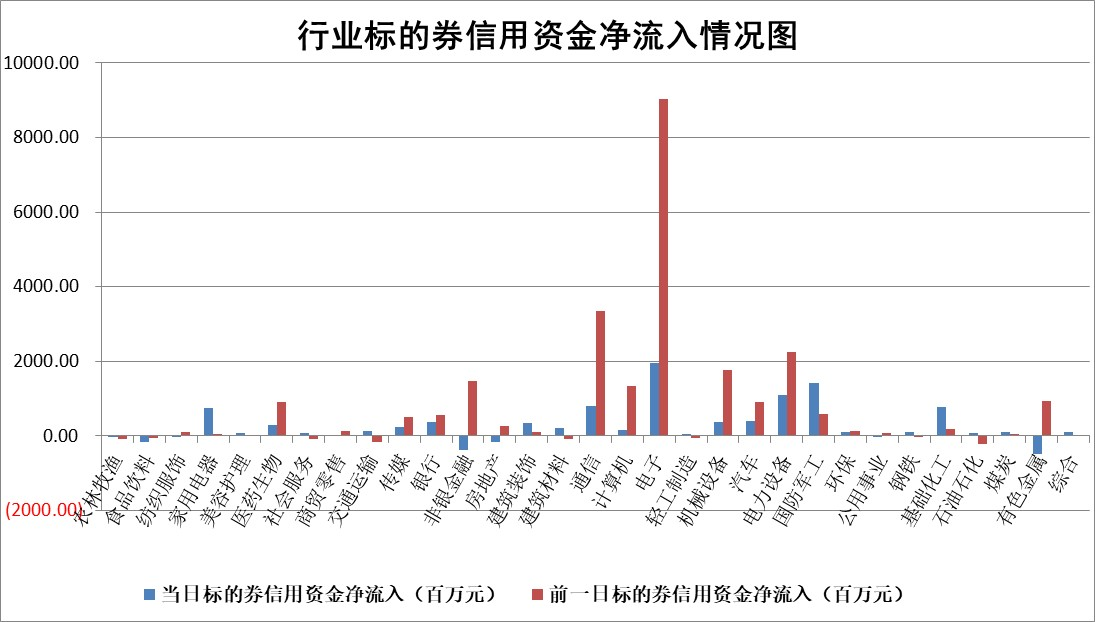 行业标的券信用资金净流入情况图
10000.00
8000.00
6000.00
4000.00
2000.00
0.00
(2000.00)
农林牧渔
食品饮料
纺织服饰
家用电器
美容护理
医药生物
社会服务
商贸零售
交通运输
传媒
银行
非银金融
房地产
建筑装饰
建筑材料
通信
计算机
电子
轻工制造
机械设备
汽车
电力设备
国防军工
环保
公用事业
钢铁
基础化工
石油石化
煤炭
有色金属
综合
当日标的券信用资金净流入（百万元）
前一日标的券信用资金净流入（百万元）